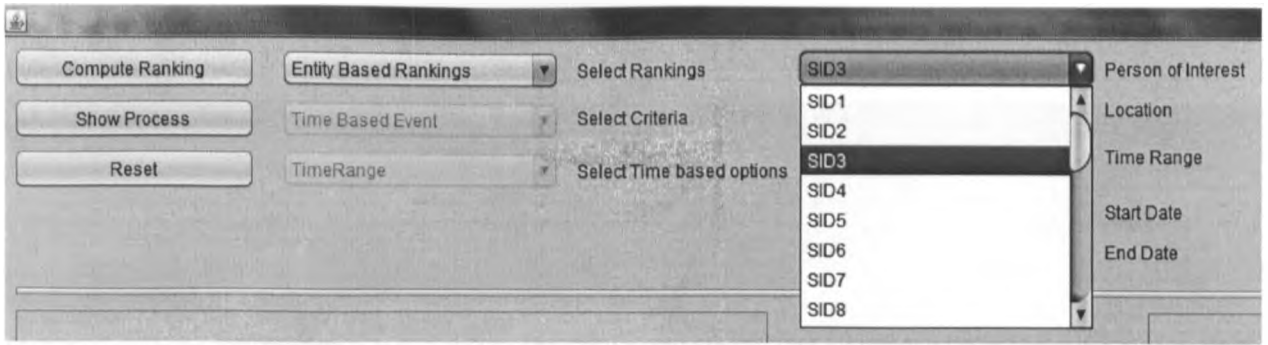 Compute Ranking Entity Based Rankings Select Rankings SID3 Person of Interest
SID1
Show Process Time Based Event Select Criteria SID2 Location
Reset TimeRange Select Time based options SID3 Time Range
SID4
SID5 Start Date
SID6 End Date
SID7
SID8